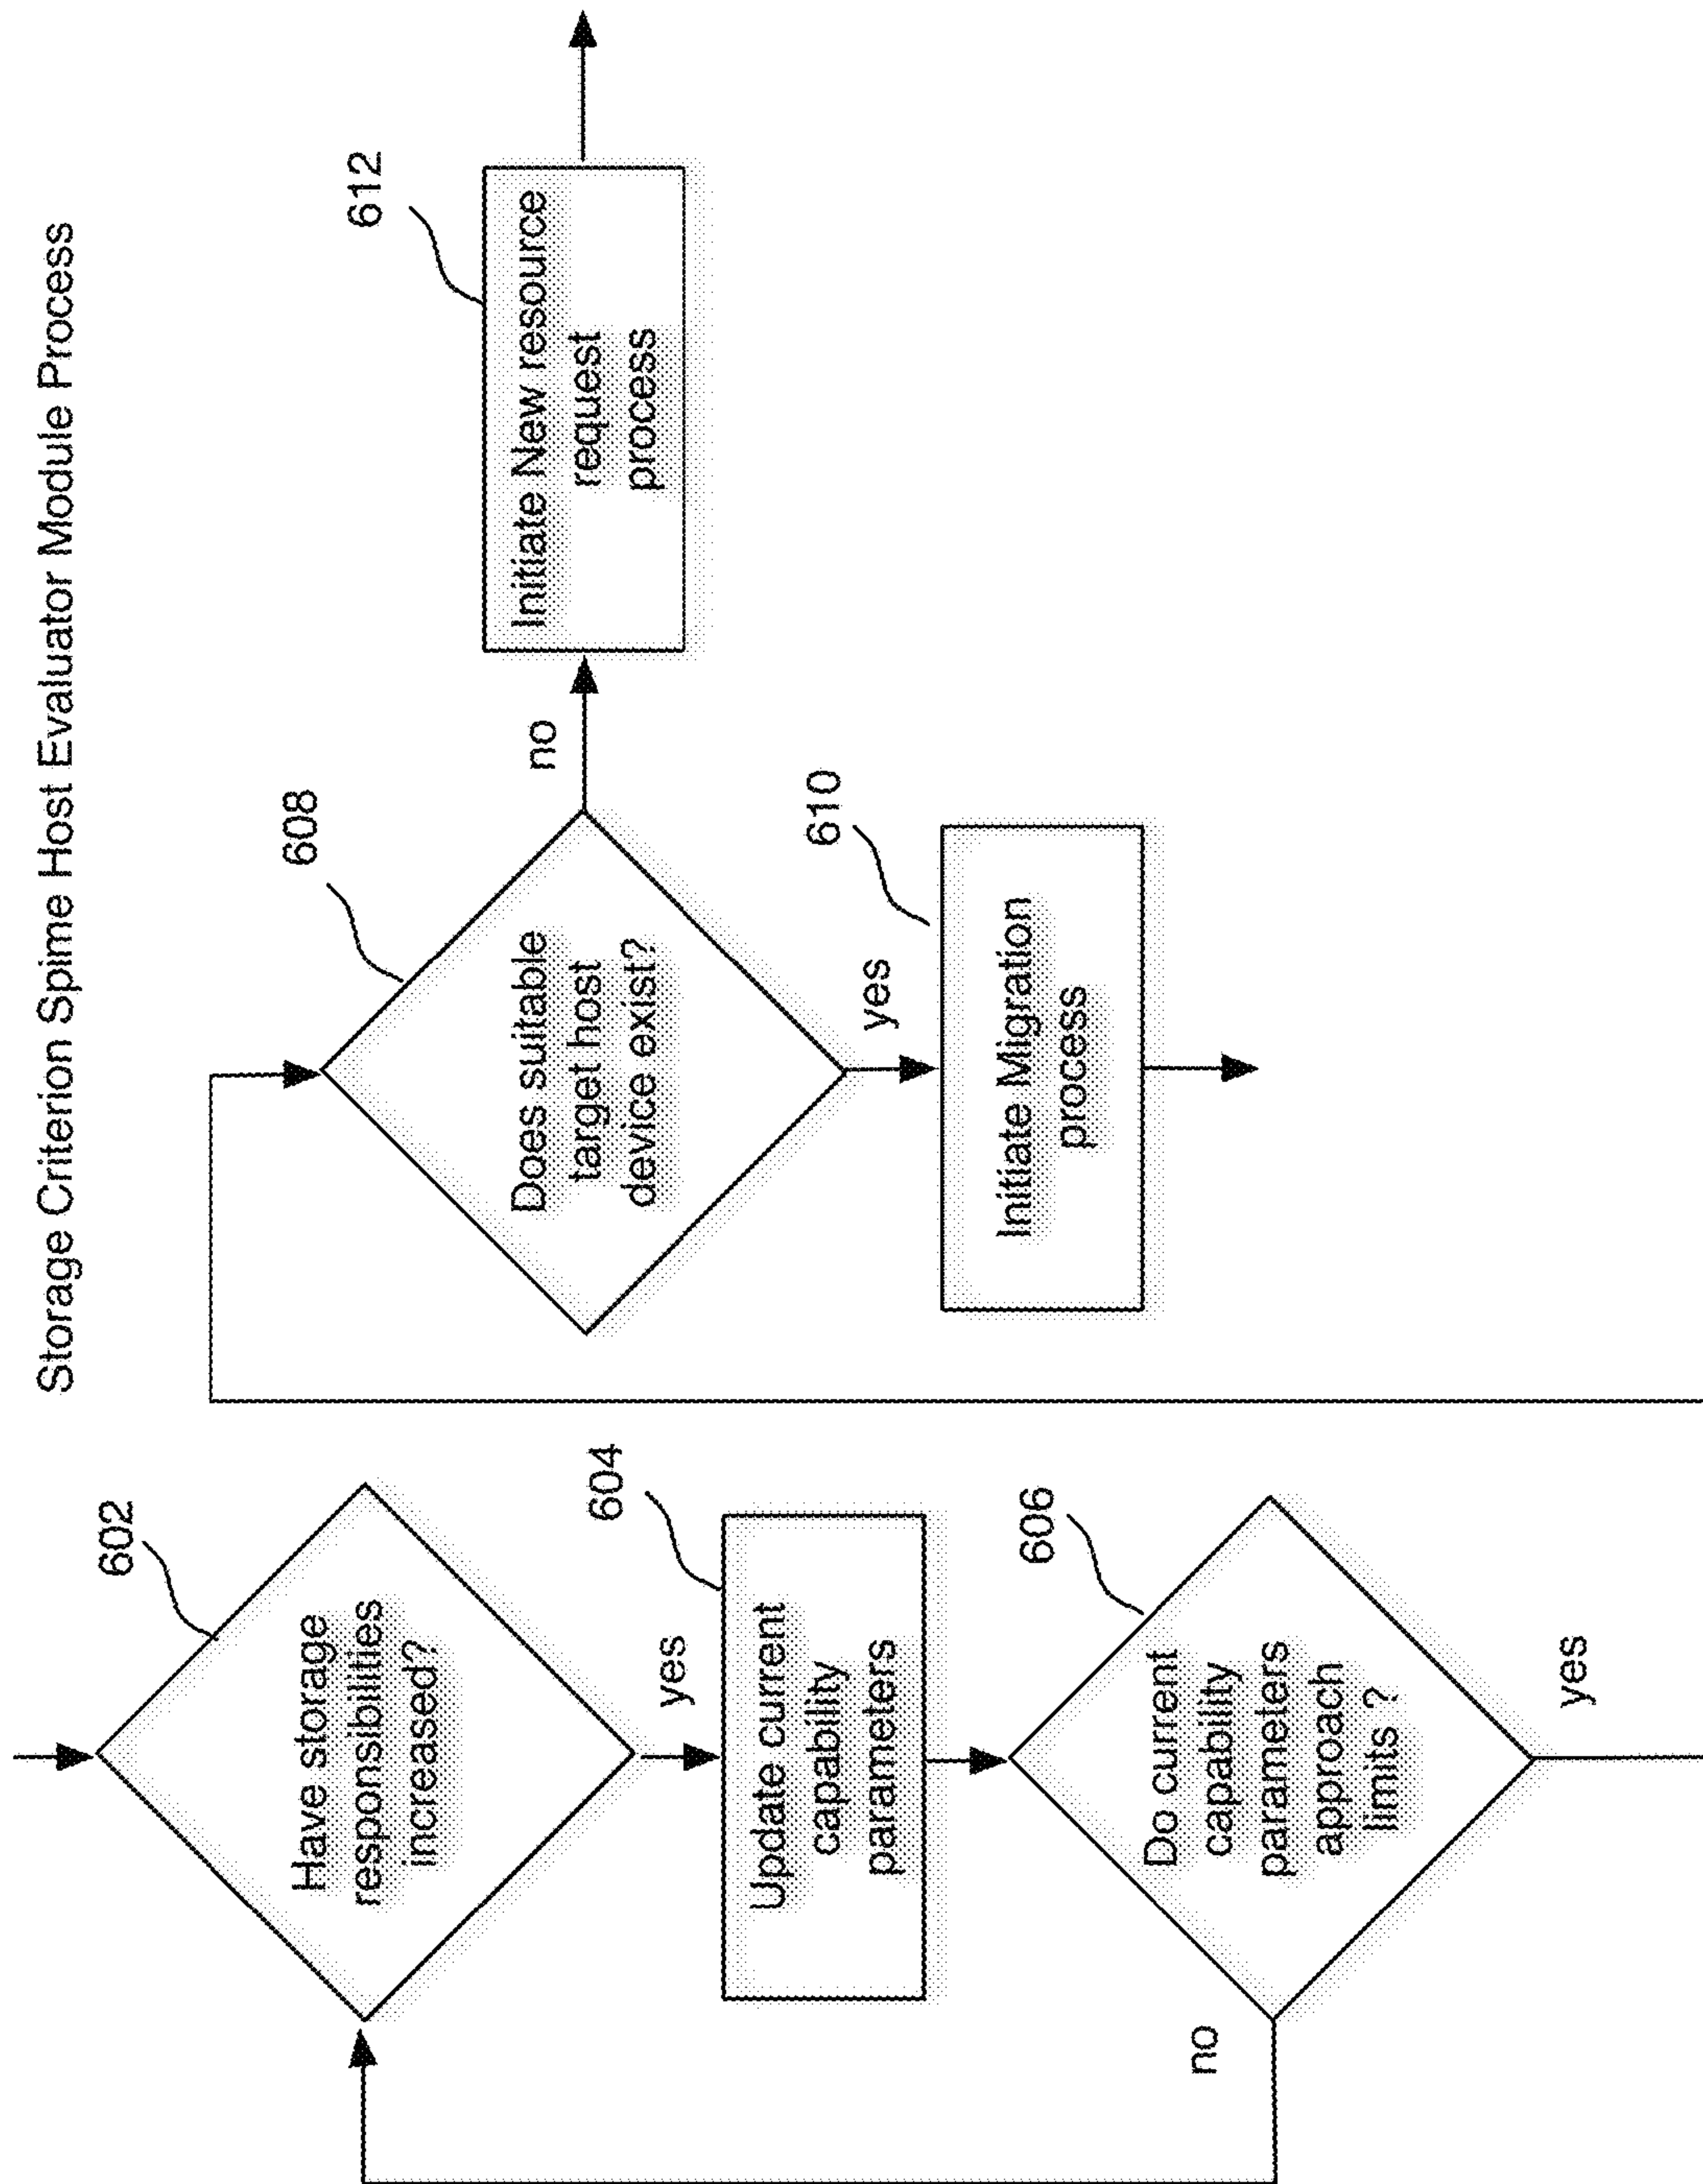 Storage Criterion Spime Host Evaluator Module Process
602
Have storage
responsibilities
increased?
yes
604
Update current
capability
parameters
606
Do current
capability
parameters
approach
limits ?
no
yes
608
Does suitable
target host
device exist?
no
yes
610
Initiate Migration
process
612
Initiate New resource
request
process